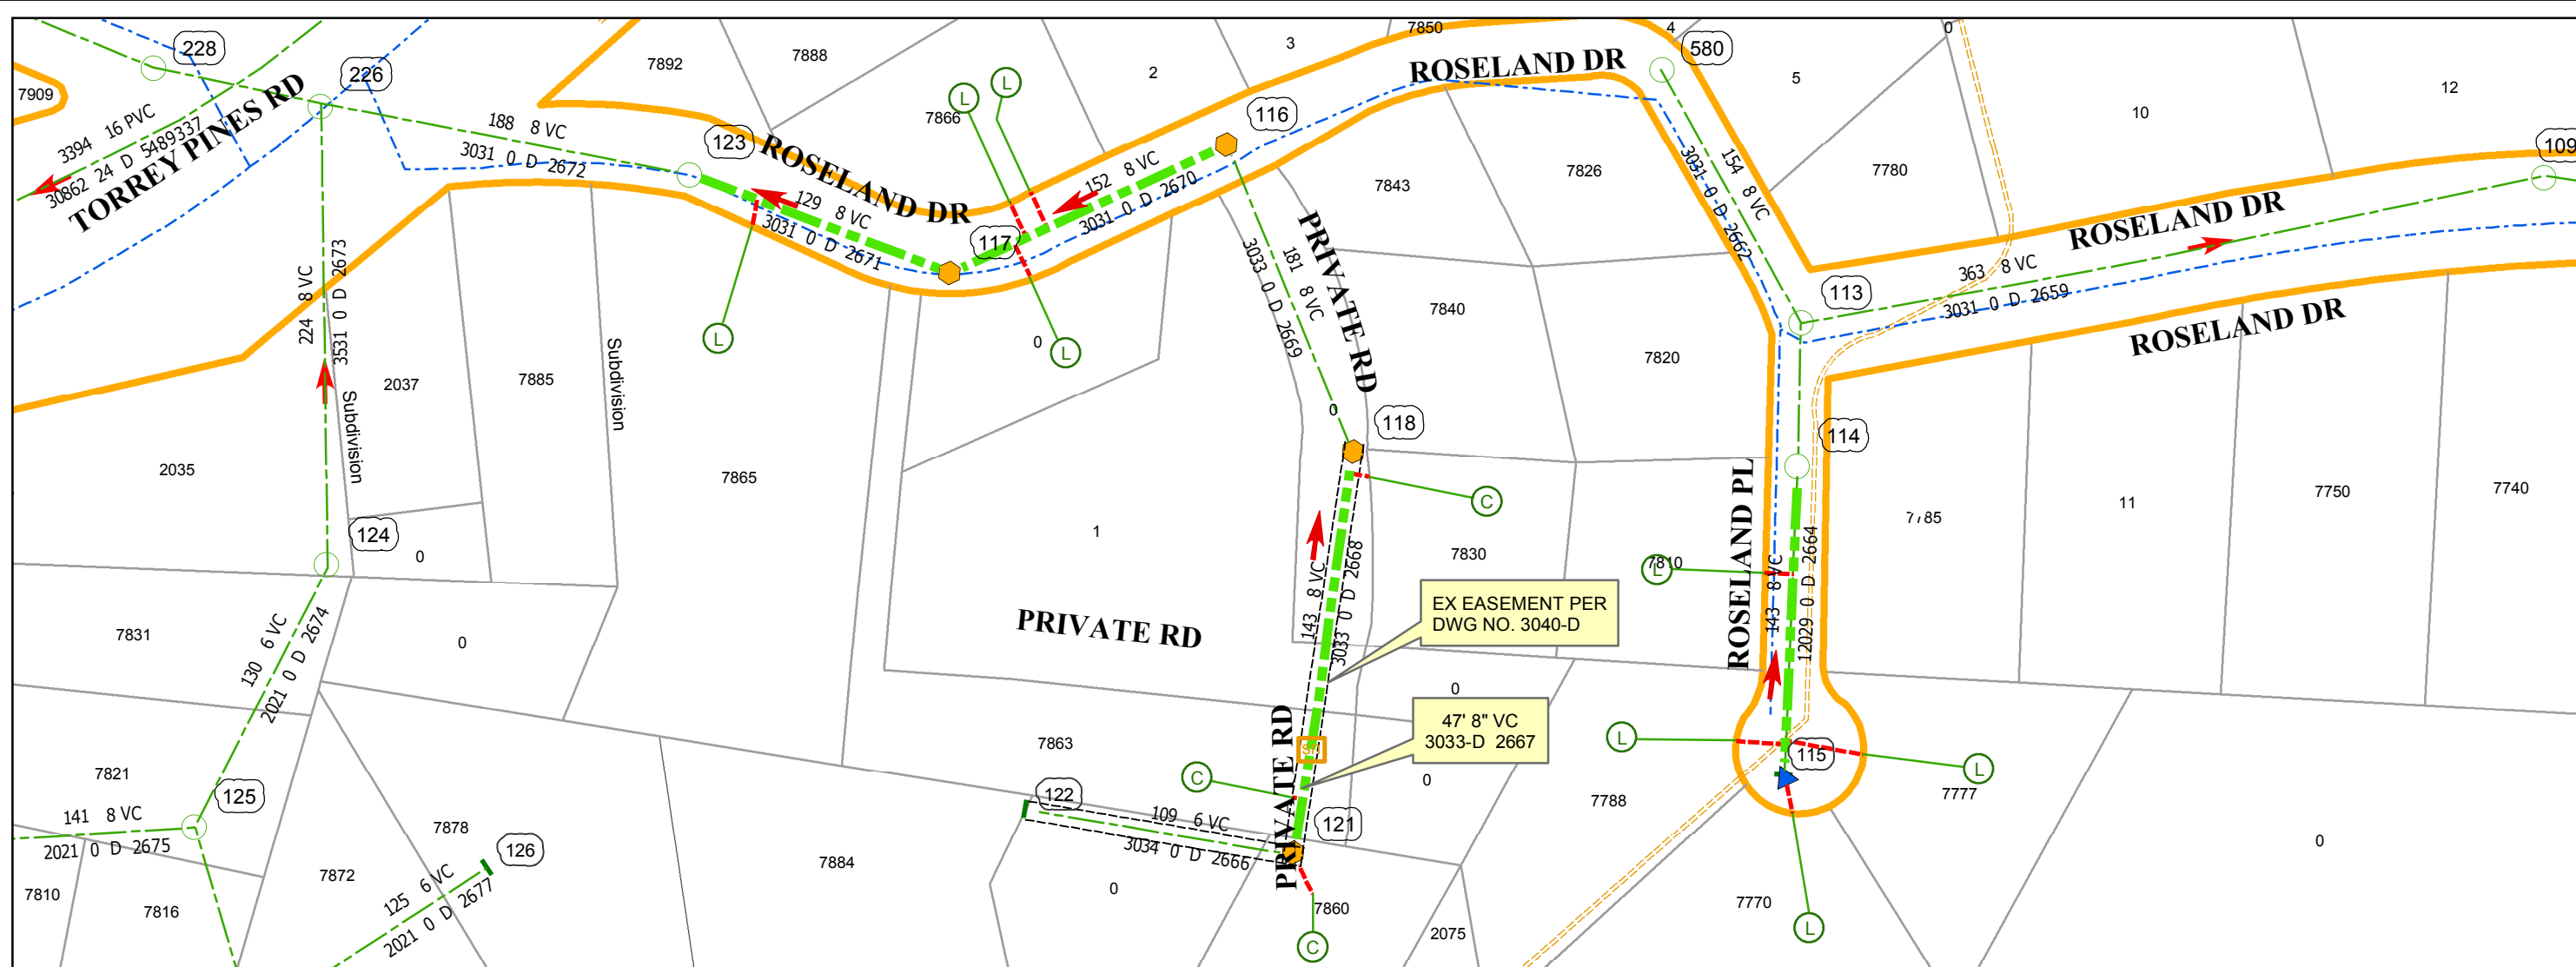 228
226
7909
3394 16 PVC
30862 24 D 5489337
TORREY PINES RD
188 8 VC
3031 0 D 2672
123
7892
7888
2
3
7850
4
580
0
5
10
12
109
ROSELAND DR
129 8 VC
3031 0 D 2671
L
L
7866
116
152 8 VC
3031 0 D 2670
117
ROSELAND DR
7843
7826
154 8 VC
3031 0 D 2662
7780
ROSELAND DR
363 8 VC
3031 0 D 2659
ROSELAND DR
113
114
224 8 VC
3531 0 D 2673
Subdivision
2037
7885
Subdivision
2035
124
0
L
L
0
7865
1
181 8 VC
3033 0 D 2669
PRIVATE RD
7840
7820
0
118
C
7830
143 8 VC
3033 0 D 2668
EX EASEMENT PER
DWG NO. 3040-D
47' 8" VC
3033-D 2667
PRIVATE RD
PRIVATE RD
ROSELAND PL
7810
L
143 8 VC
12029 0 D 2664
7785
11
7750
7740
7831
130 6 VC
2021 0 D 2674
0
7821
125
141 8 VC
2021 0 D 2675
7810
7816
7878
7872
126
125 6 VC
2021 0 D 2677
7863
C
122
109 6 VC
3034 0 D 2666
121
7884
0
7860
C
2075
0
0
L
115
L
7777
7788
7770
L
0